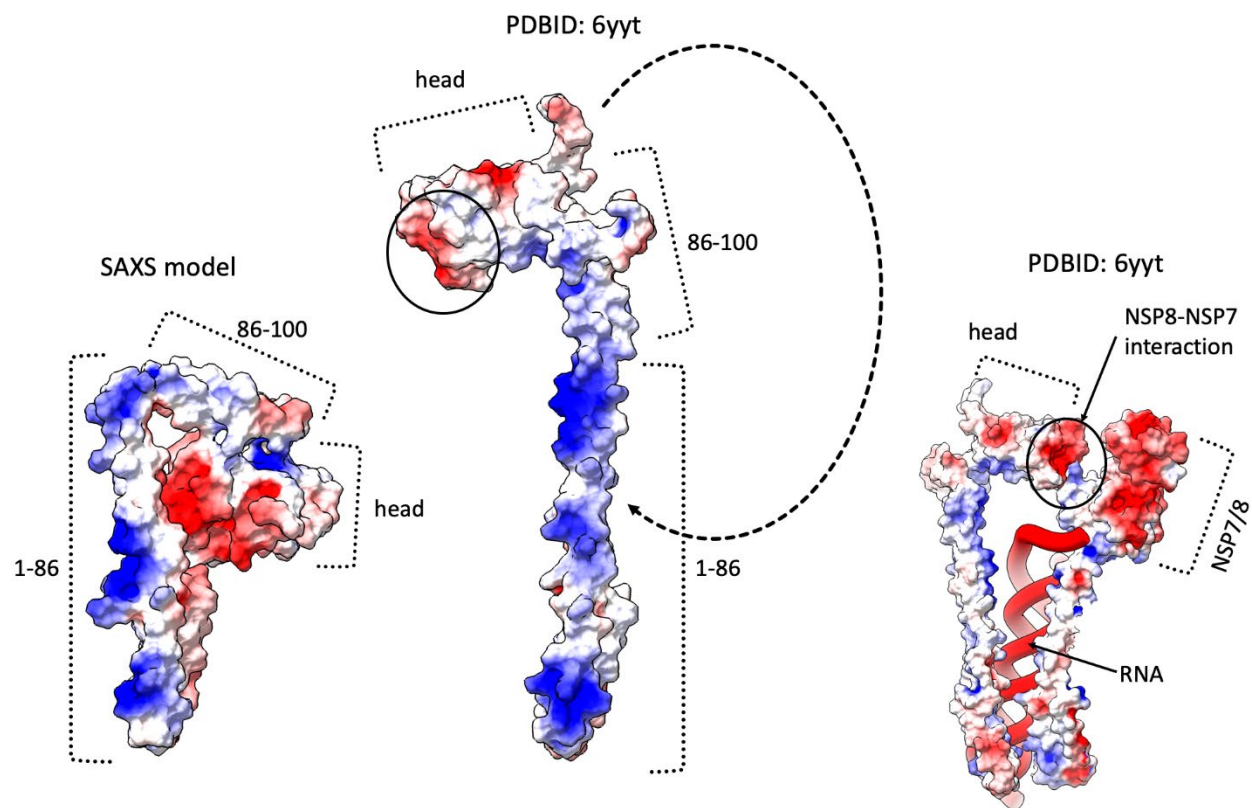 PDBID: 6yyt
head
86-100
1-86
SAXS model
86-100
1-86
head
PDBID: 6yyt
NSP8-NSP7
interaction
head
NSP7/8
RNA